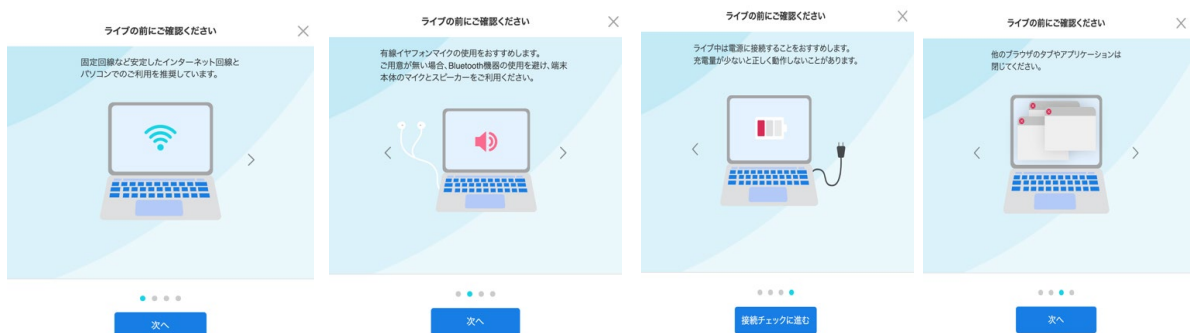 ライブの前にご確認ください
固定回線など安定したインターネット回線と
パソコンでのご利用を推奨しています。
次へ
ライブの前にご確認ください
有線イヤフォンマイクの使用をおすすめします。
ご用意が無い場合、Bluetooth機器の使用を避け、端末
本体のマイクとスピーカーをご利用ください。
次へ
ライブの前にご確認ください
ライブ中は電源に接続することをおすすめします。
充電量が少ないと正しく動作しないことがあります。
接続チェックに進む
ライブの前にご確認ください
他のブラウザのタブやアプリケーションは
閉じてください。
次へ